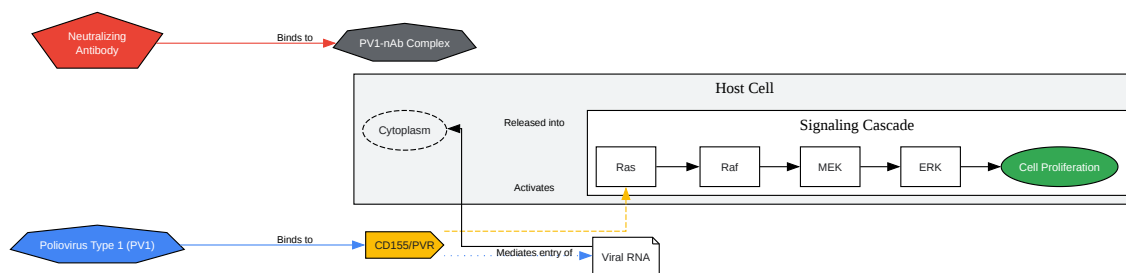 Neutralizing
Antibody
Binds to
PV1-nAb Complex
Host Cell
Cytoplasm
Released into
Signaling Cascade
Ras
Raf
MEK
ERK
Cell Proliferation
Activates
Poliovirus Type 1 (PV1)
Binds to
CD155/PVR
Mediates entry of
Viral RNA